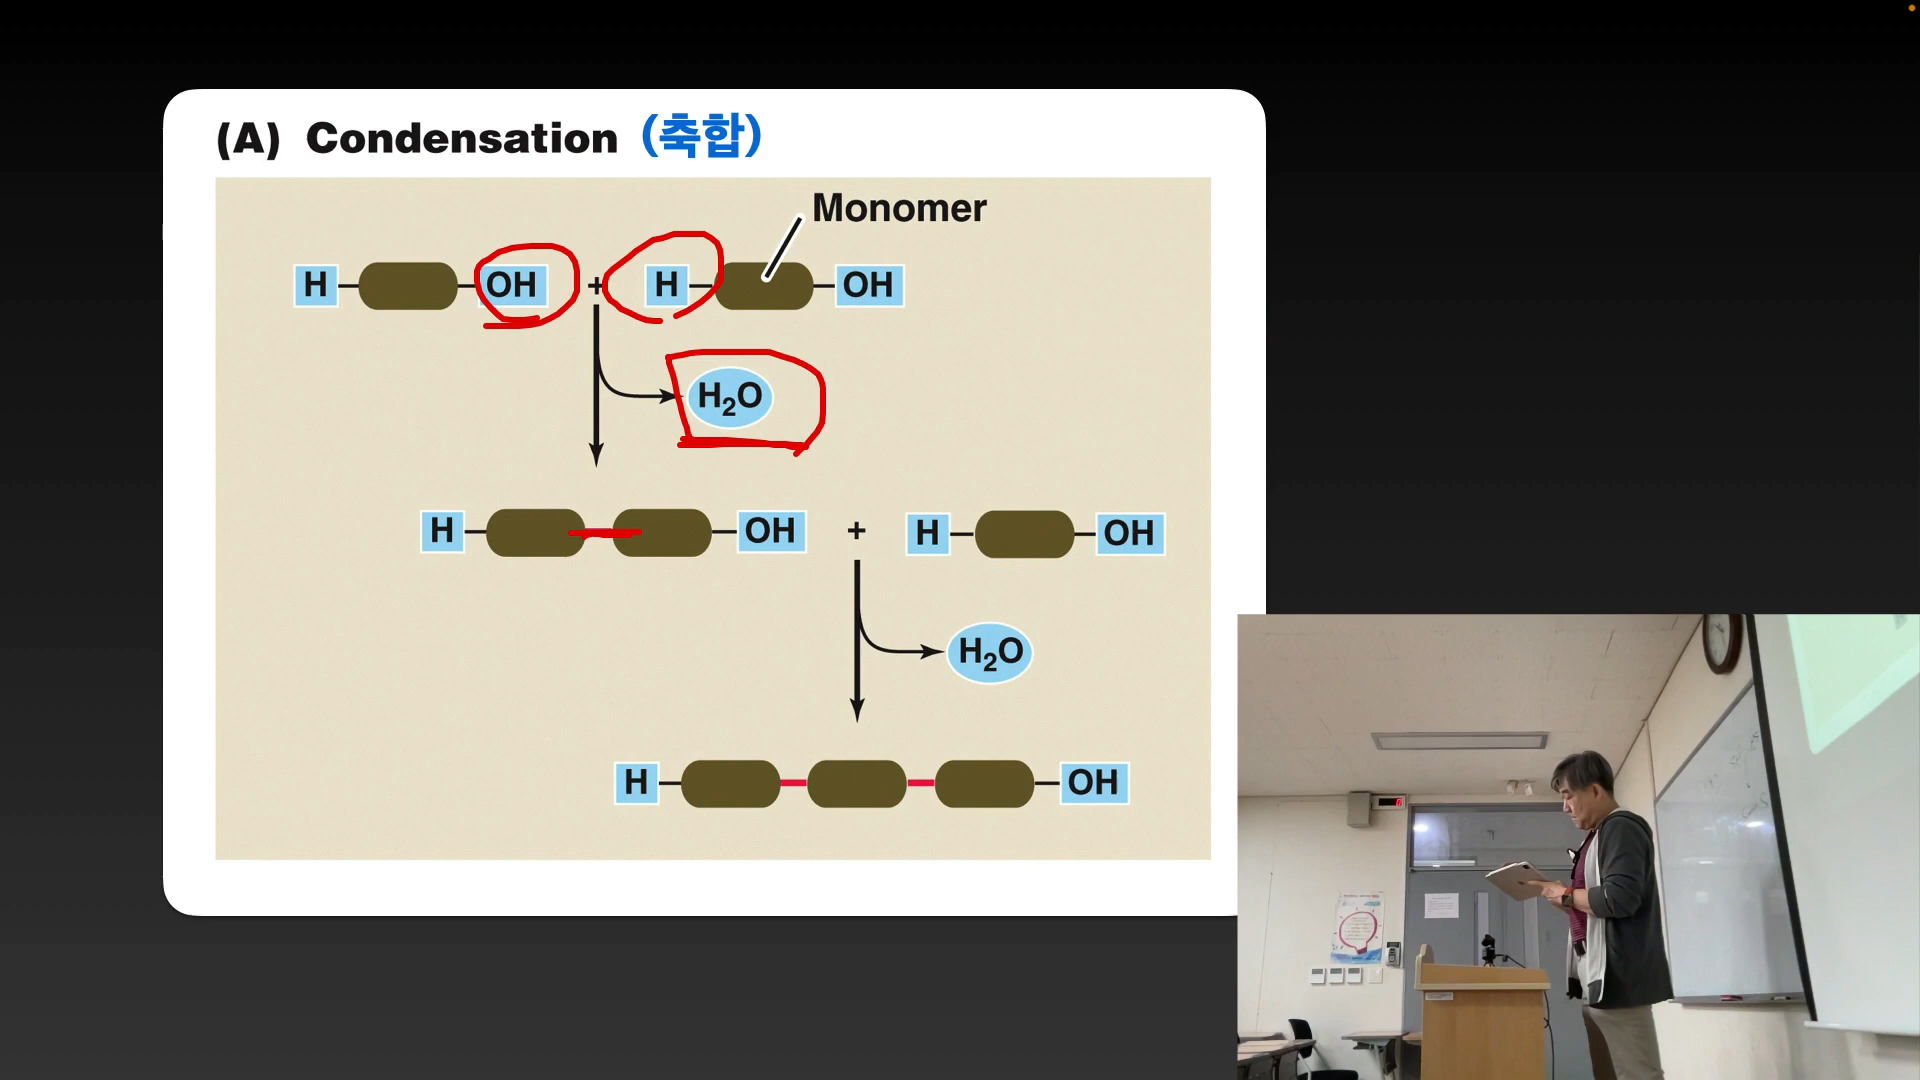 (A) Condensation (축합)
Monomer
H OH + H OH
H₂O
H OH + H OH
H₂O
H OH